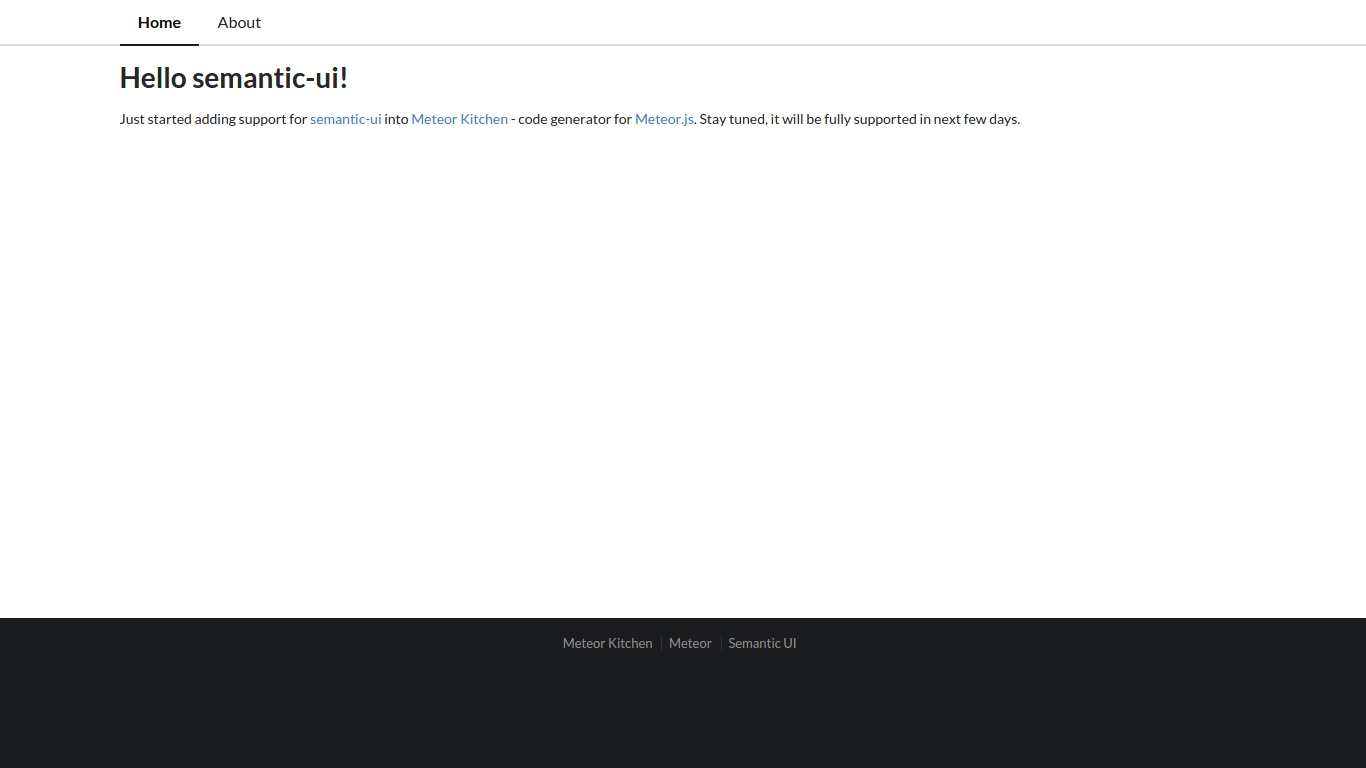 Home About
Hello semantic-ui!
Just started adding support for semantic-ui into Meteor Kitchen - code generator for Meteor.js. Stay tuned, it will be fully supported in next few days.
Meteor Kitchen Meteor Semantic UI